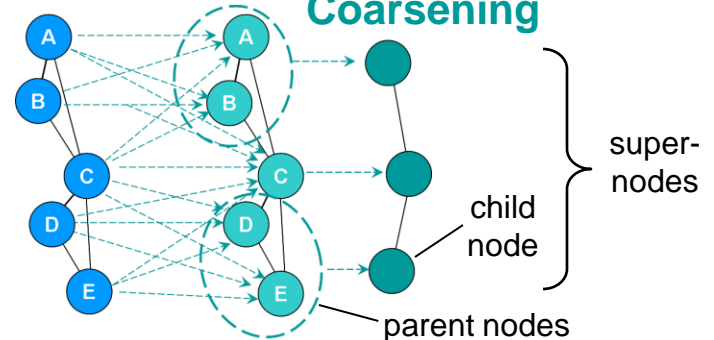 Coarsening
A
A
B
B
C
C
D
D
E
E
super-
nodes
child
node
parent nodes